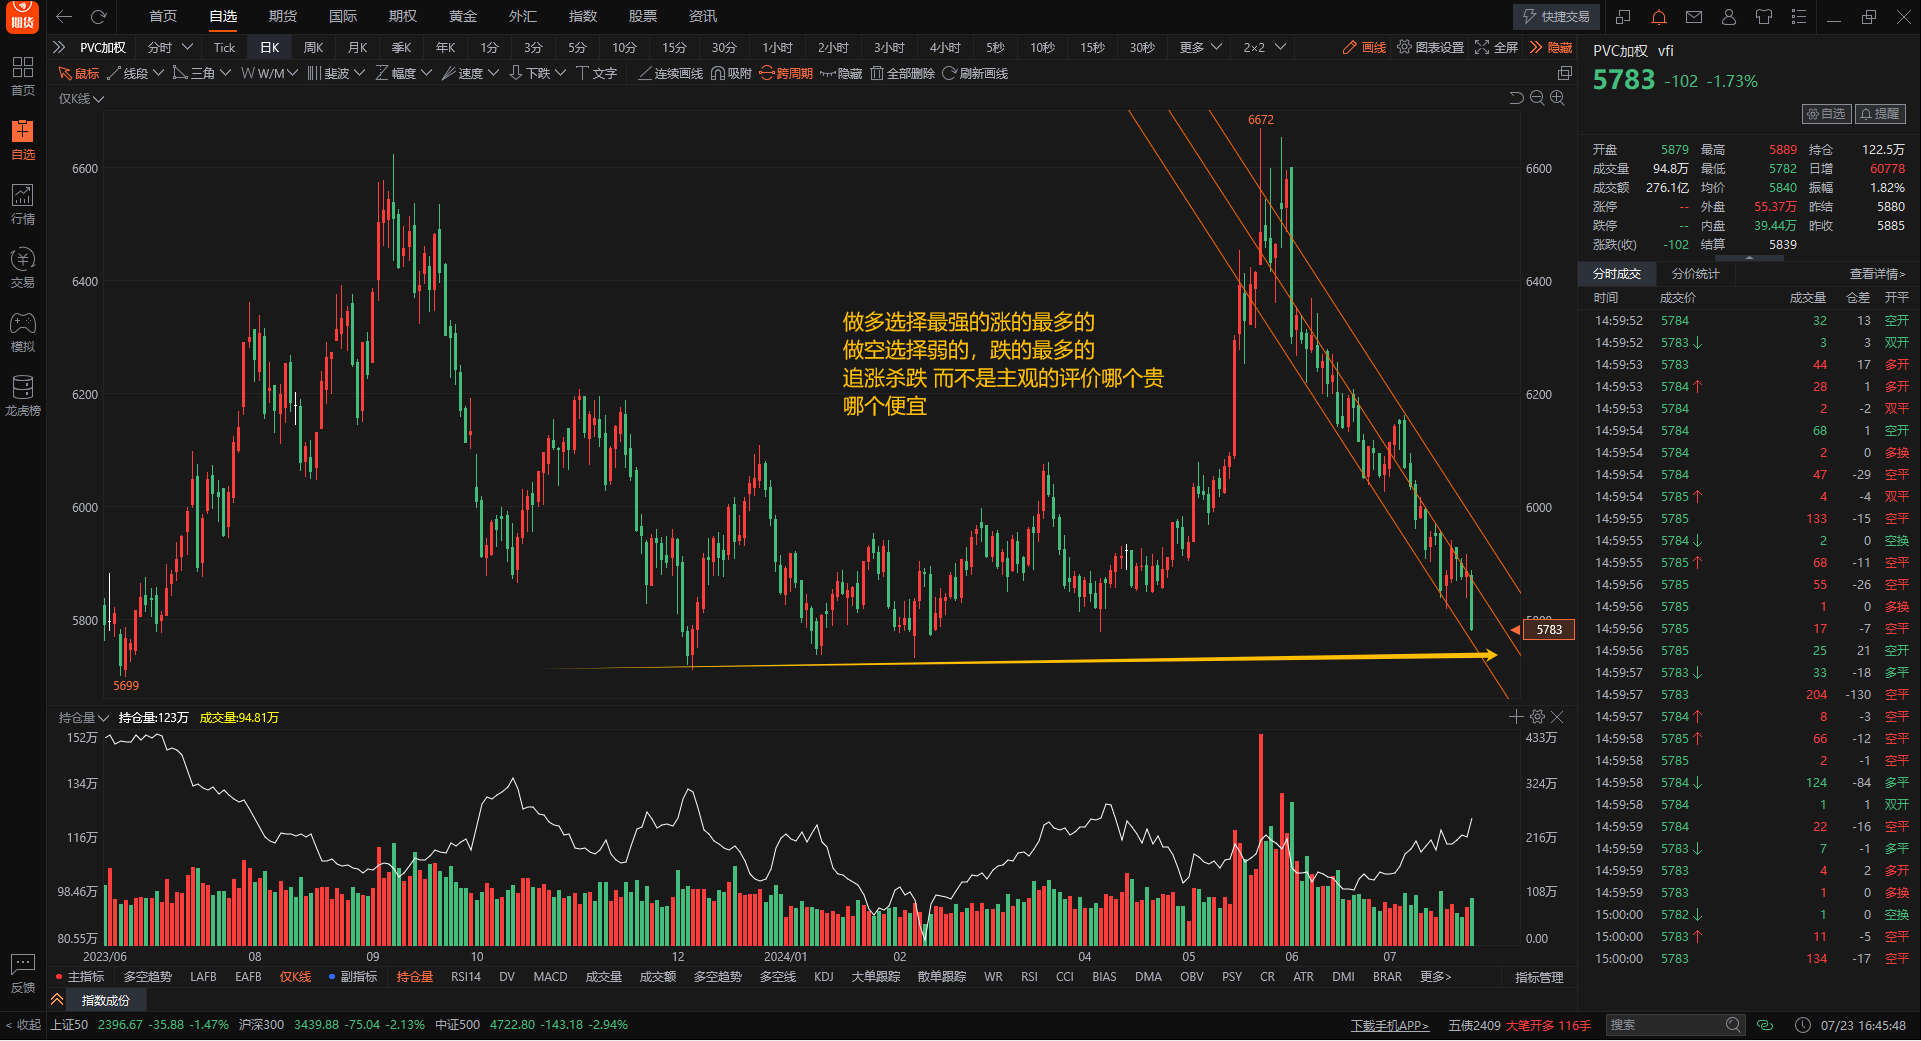 期货
首页 自选 期货 国际 期权 黄金 外汇 指数 股票 资讯
快捷交易
PVC加权 分时 Tick 日K 周K 月K 季K 年K 1分 3分 5分 10分 15分 30分 1小时 2小时 3小时 4小时 5秒 10秒 15秒 30秒 更多 2×2 画线 图表设置 全屏 隐藏
鼠标 线段 三角 W/M 斐波 幅度 速度 下跌 文字 连续画线 吸附 跨周期 隐藏 全部删除 刷新画线
仅K线
首页
自选
行情
交易
模拟
龙虎榜
反馈
< 收起
6600
6400
6200
6000
5800
6672
5699
6600
6400
6200
6000
5783
做多选择最强的涨的最多的
做空选择弱的，跌的最多的
追涨杀跌 而不是主观的评价哪个贵
哪个便宜
持仓量 持仓量:123万 成交量:94.81万
152万
134万
116万
98.46万
80.55万
433万
324万
216万
108万
0.00
2023/06 08 09 10 12 2024/01 02 04 05 06 07
主指标 多空趋势 LAFB EAFB 仅K线 副指标 持仓量 RSI14 DV MACD 成交量 成交额 多空趋势 多空线 KDJ 大单跟踪 散单跟踪 WR RSI CCI BIAS DMA OBV PSY CR ATR DMI BRAR 更多> 指标管理
指数成份
PVC加权 vfi
5783 -102 -1.73%
自选 提醒
开盘 5879 最高 5889 持仓 122.5万
成交量 94.8万 最低 5782 日增 60778
成交额 276.1亿 均价 5840 振幅 1.82%
涨停 -- 外盘 55.37万 昨结 5880
跌停 -- 内盘 39.44万 昨收 5885
涨跌(收) -102 结算 5839
分时成交 分价统计 查看详情>
时间 成交价 成交量 仓差 开平
14:59:52 5784 32 13 空开
14:59:52 5783↓ 3 3 双开
14:59:53 5783 44 17 多开
14:59:53 5784↑ 28 1 多开
14:59:53 5784 2 -2 双平
14:59:54 5784 68 1 空开
14:59:54 5784 2 0 多换
14:59:54 5784 47 -29 空平
14:59:54 5785↑ 4 -4 双平
14:59:55 5785 133 -15 空平
14:59:55 5784↓ 2 0 空换
14:59:55 5785↑ 68 -11 空平
14:59:56 5785 55 -26 空平
14:59:56 5785 1 0 多换
14:59:56 5785 17 -7 空平
14:59:56 5785 25 21 空开
14:59:57 5783↓ 33 -18 多平
14:59:57 5783 204 -130 空平
14:59:57 5784↑ 8 -3 空平
14:59:58 5785↑ 66 -12 空平
14:59:58 5785 2 -1 空平
14:59:58 5784↓ 124 -84 多平
14:59:58 5784 1 1 双开
14:59:59 5784 22 -16 空平
14:59:59 5783↓ 7 -1 多平
14:59:59 5783 4 2 多开
14:59:59 5783 1 0 多换
15:00:00 5782↓ 1 0 空换
15:00:00 5783↑ 11 -5 空平
15:00:00 5783 134 -17 空平
上证50 2396.67 -35.88 -1.47% 沪深300 3439.88 -75.04 -2.13% 中证500 4722.80 -143.18 -2.94%
下载手机APP> 五债2409 大笔开多 116手 搜索 07/23 16:45:48